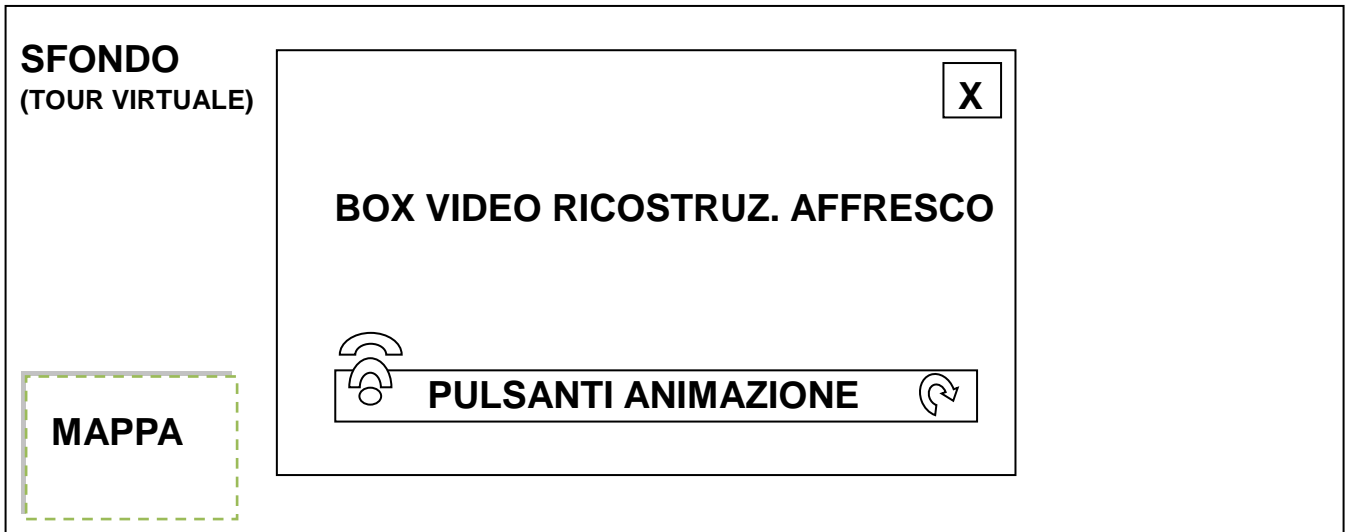 SFONDO
(TOUR VIRTUALE)
X
BOX VIDEO RICOSTRUZ. AFFRESCO
PULSANTI ANIMAZIONE
MAPPA